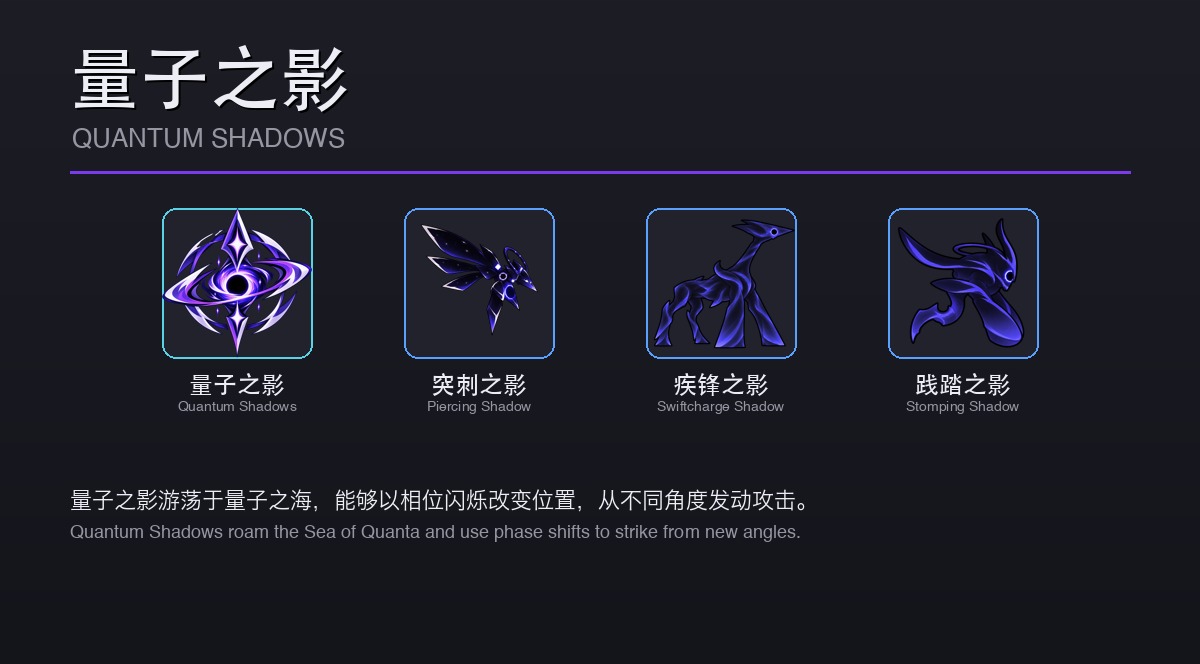 量子之影
QUANTUM SHADOWS
量子之影
Quantum Shadows
突刺之影
Piercing Shadow
疾锋之影
Swiftcharge Shadow
践踏之影
Stomping Shadow
量子之影游荡于量子之海，能够以相位闪烁改变位置，从不同角度发动攻击。
Quantum Shadows roam the Sea of Quanta and use phase shifts to strike from new angles.